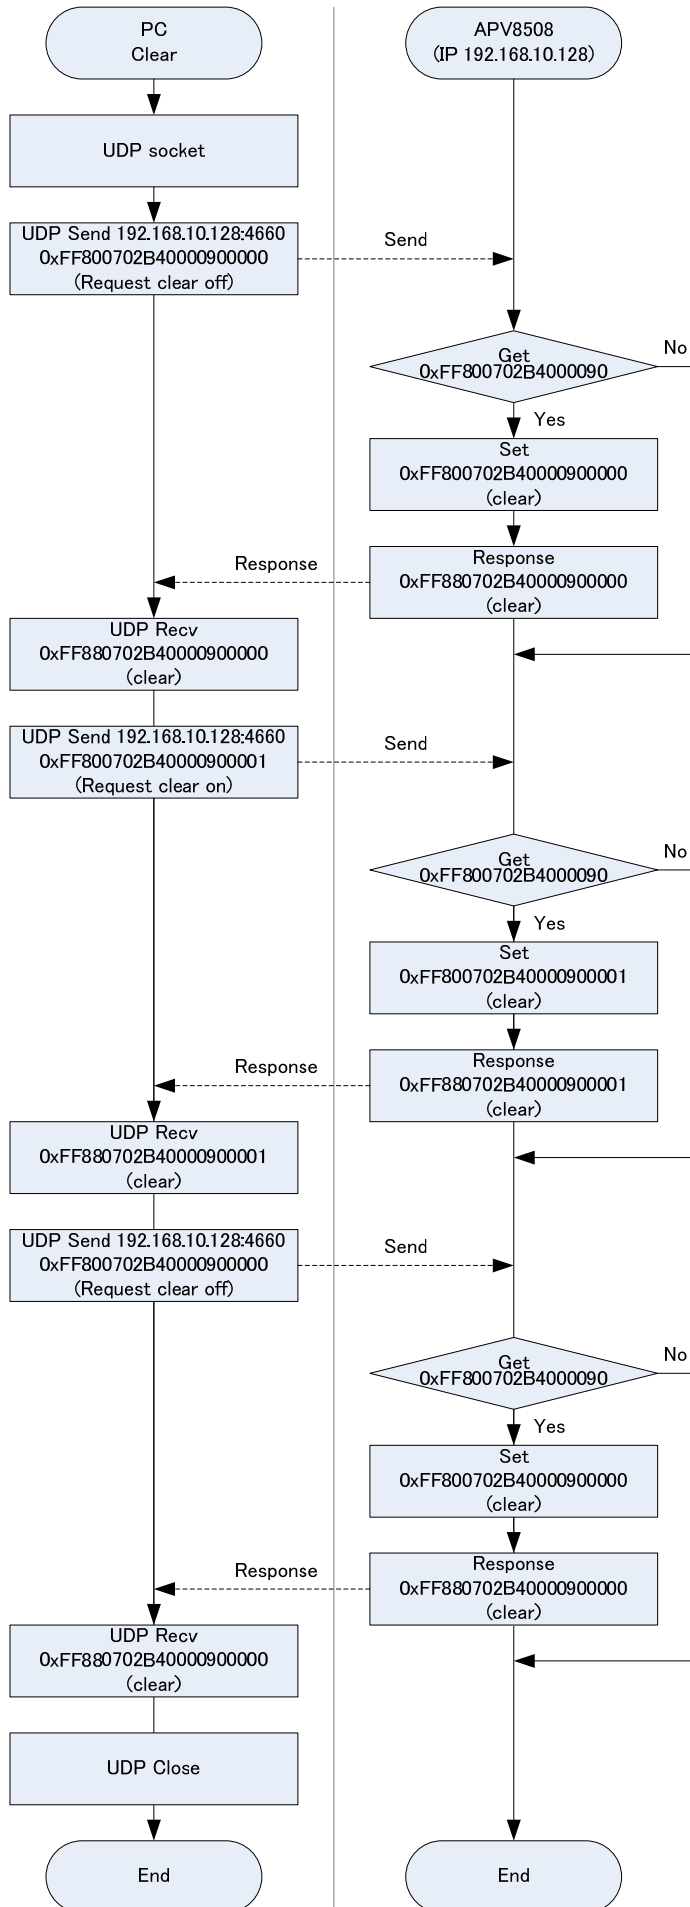 PC
Clear
APV8508
(IP 192.168.10.128)
UDP socket
UDP Send 192.168.10.128:4660
0xFF800702B40000900000
(Request clear off)
Send
Get
0xFF800702B4000090
No
Yes
Set
0xFF800702B40000900000
(clear)
Response
Response
0xFF880702B40000900000
(clear)
UDP Recv
0xFF880702B40000900000
(clear)
UDP Send 192.168.10.128:4660
0xFF800702B40000900001
(Request clear on)
Send
Get
0xFF800702B4000090
No
Yes
Set
0xFF800702B40000900001
(clear)
Response
Response
0xFF880702B40000900001
(clear)
UDP Recv
0xFF880702B40000900001
(clear)
UDP Send 192.168.10.128:4660
0xFF800702B40000900000
(Request clear off)
Send
Get
0xFF800702B4000090
No
Yes
Set
0xFF800702B40000900000
(clear)
Response
Response
0xFF880702B40000900000
(clear)
UDP Recv
0xFF880702B40000900000
(clear)
UDP Close
End
End